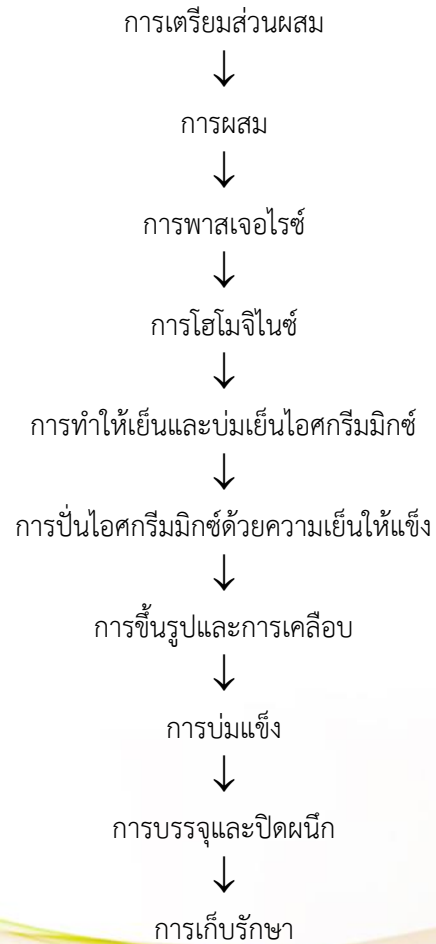 การเตรียมส่วนผสม
↓
การผสม
↓
การพาสเจอไรซ์
↓
การโฮโมจิไนซ์
↓
การทำให้เย็นและบ่มเย็นไอศกรีมมิกซ์
↓
การปั่นไอศกรีมมิกซ์ด้วยความเย็นให้แข็ง
↓
การขึ้นรูปและการเคลือบ
↓
การบ่มแข็ง
↓
การบรรจุและปิดผนึก
↓
การเก็บรักษา